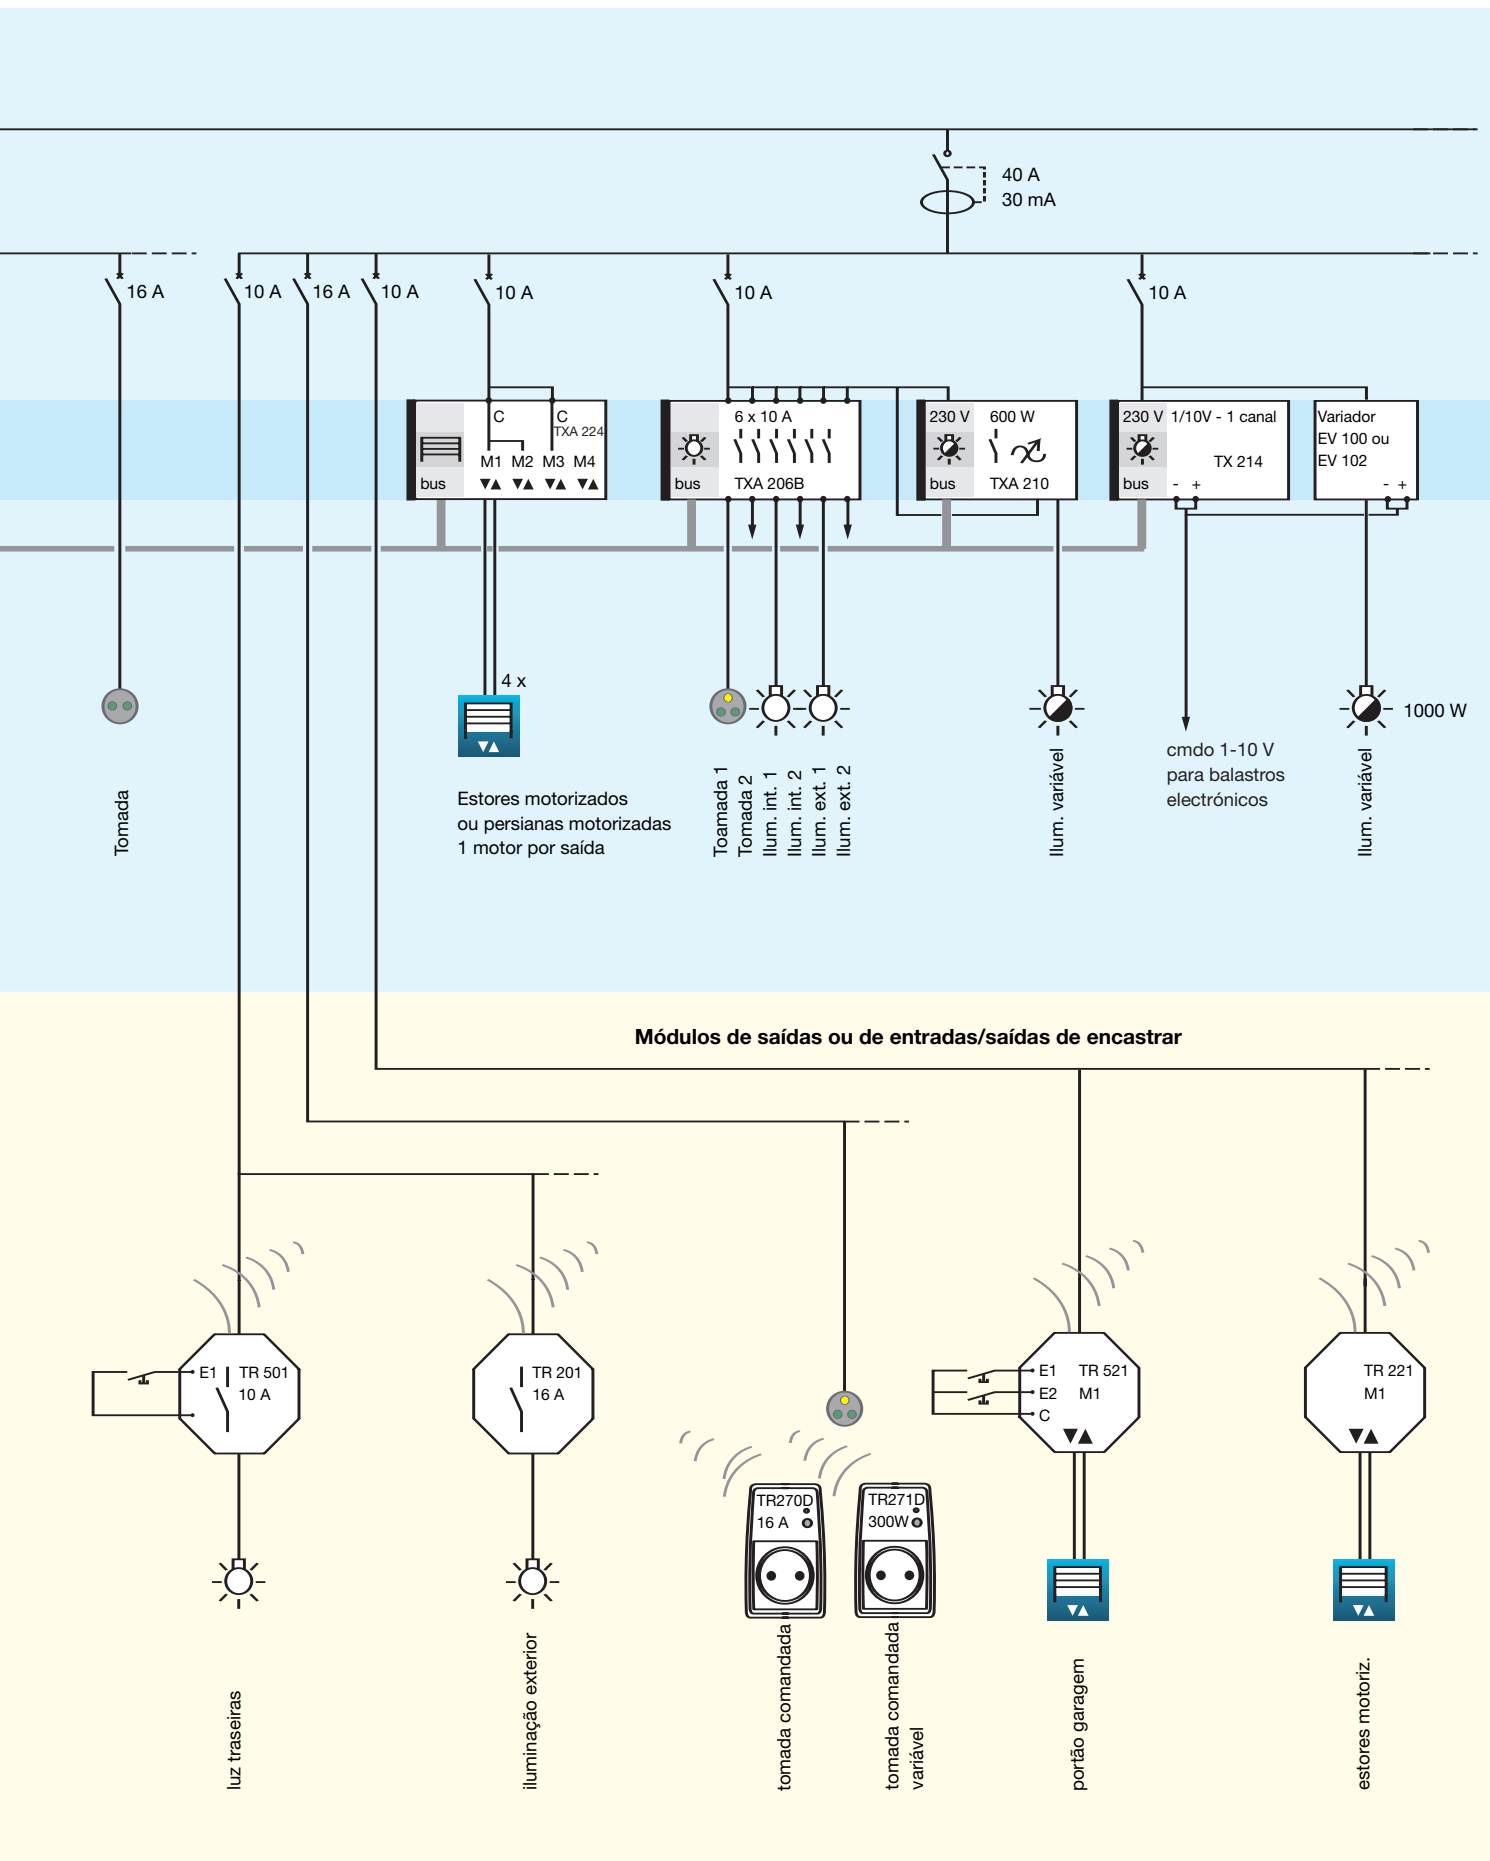 40 A
30 mA
16 A
10 A
16 A
10 A
10 A
10 A
10 A
C
C
TXA 224
M1 M2 M3 M4
bus
6 x 10 A
bus
TXA 206B
230 V
600 W
bus
TXA 210
230 V
1/10V - 1 canal
TX 214
bus
- +
Variador
EV 100 ou
EV 102
- +
4 x
1000 W
Tomada
Estores motorizados
ou persianas motorizadas
1 motor por saída
Toamada 1
Tomada 2
Ilum. int. 1
Ilum. int. 2
Ilum. ext. 1
Ilum. ext. 2
Ilum. variável
cmdo 1-10 V
para balastros
electrónicos
Ilum. variável
Módulos de saídas ou de entradas/saídas de encastrar
E1
TR 501
10 A
TR 201
16 A
E1
E2
C
TR 521
M1
TR 221
M1
TR270D
16 A
TR271D
300W
luz traseiras
iluminação exterior
tomada comandada
tomada comandada
variável
portão garagem
estores motoriz.